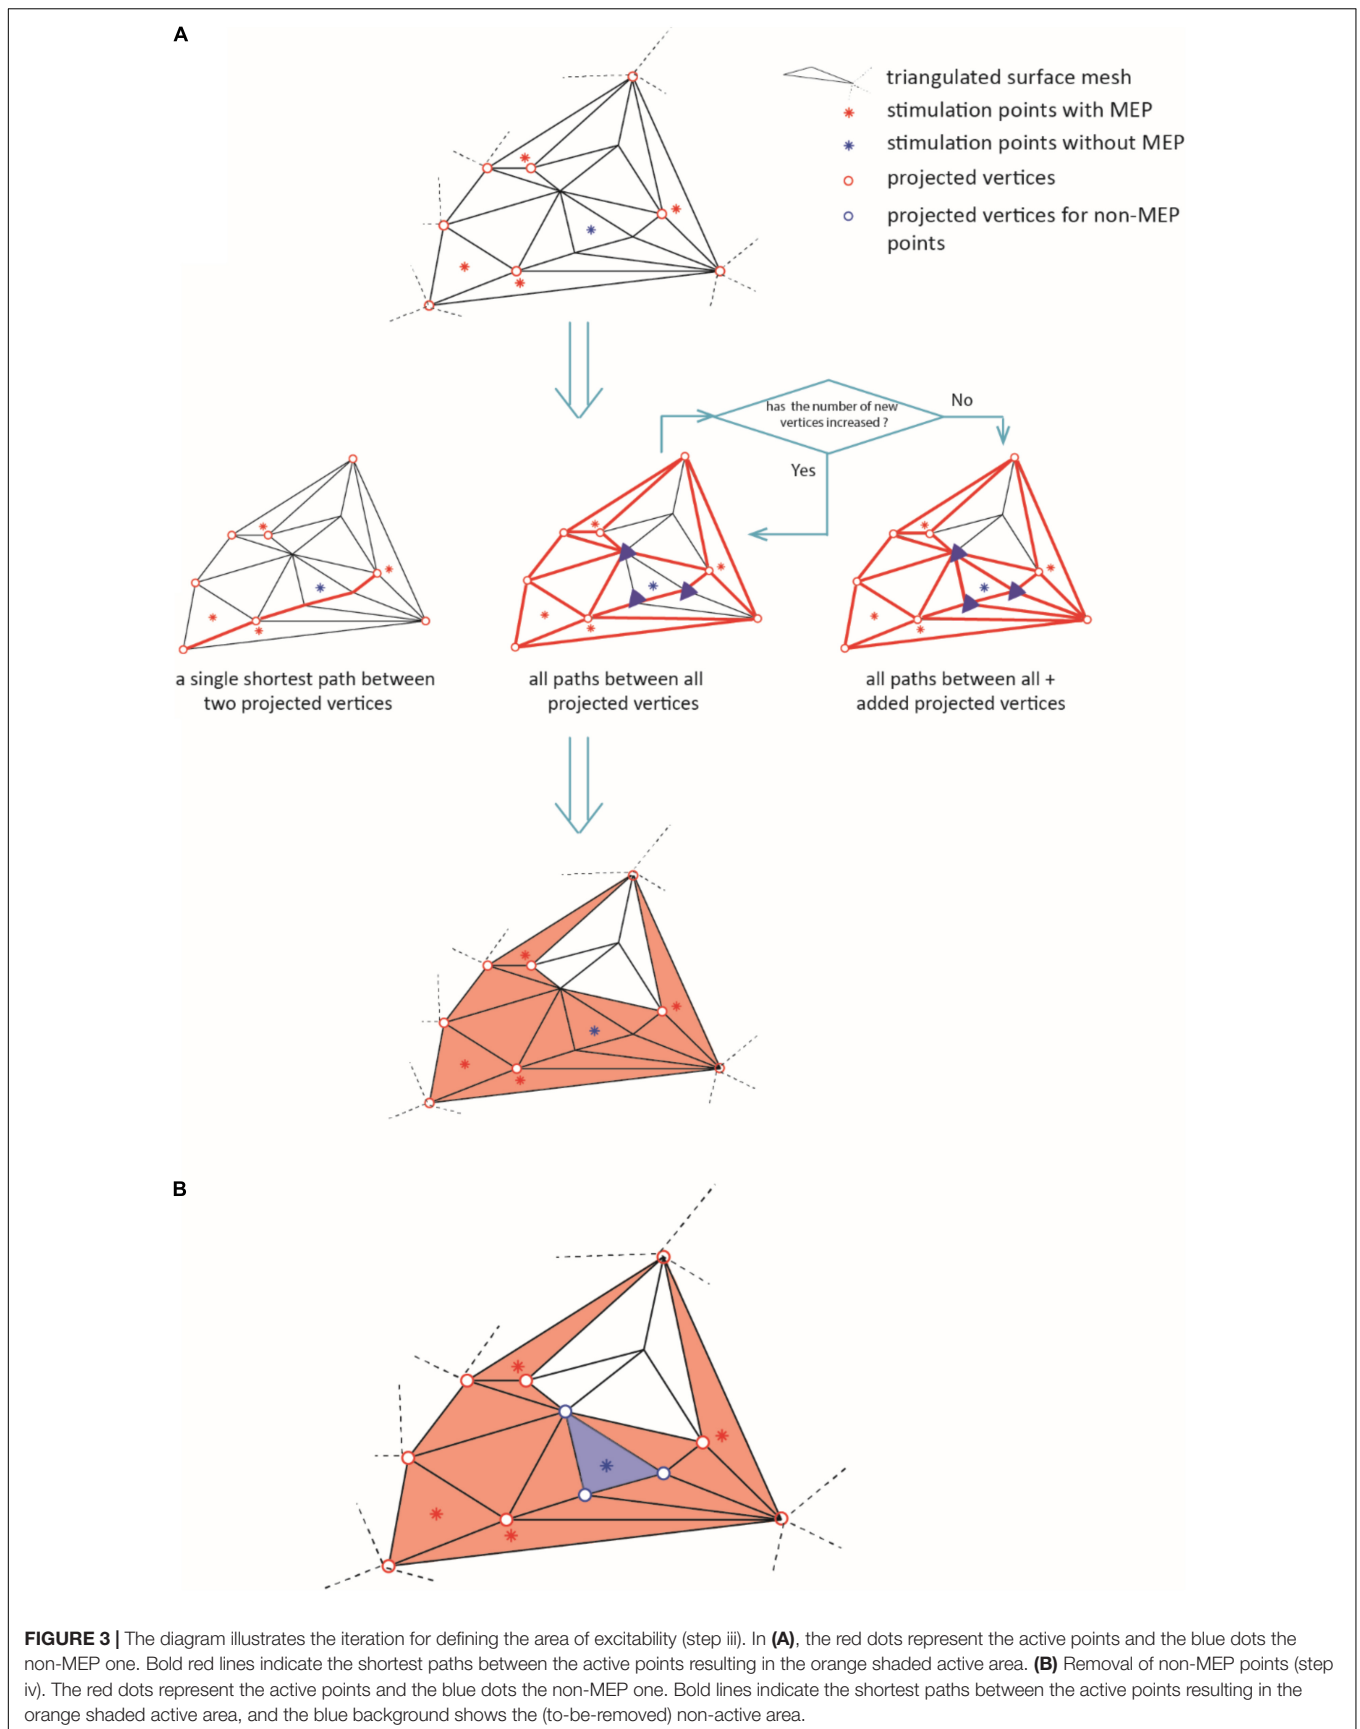 A
triangulated surface mesh
stimulation points with MEP
stimulation points without MEP
projected vertices
projected vertices for non-MEP
points
has the number of new
vertices increased ?
No
Yes
a single shortest path between
two projected vertices
all paths between all
projected vertices
all paths between all +
added projected vertices
B
FIGURE 3 | The diagram illustrates the iteration for defining the area of excitability (step iii). In (A), the red dots represent the active points and the blue dots the
non-MEP one. Bold red lines indicate the shortest paths between the active points resulting in the orange shaded active area. (B) Removal of non-MEP points (step
iv). The red dots represent the active points and the blue dots the non-MEP one. Bold lines indicate the shortest paths between the active points resulting in the
orange shaded active area, and the blue background shows the (to-be-removed) non-active area.